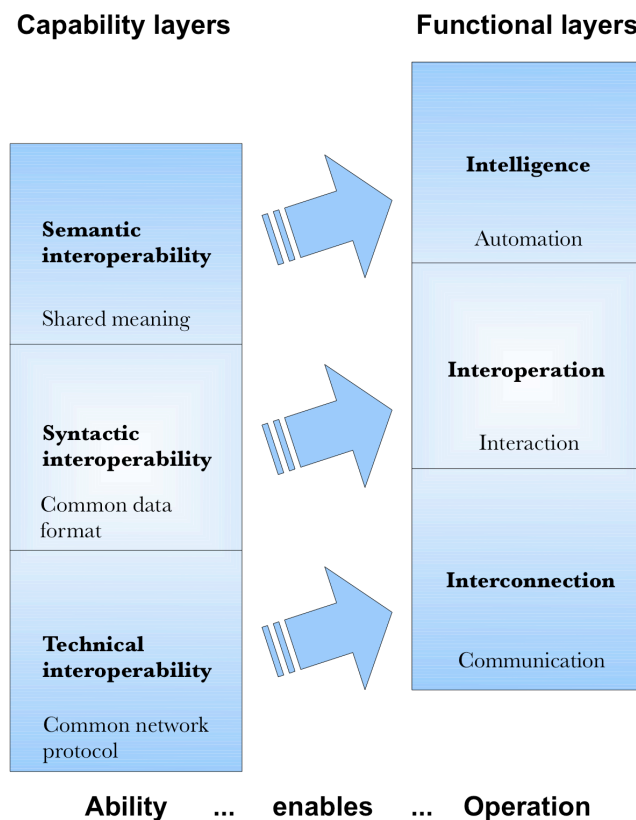 Capability layers
Functional layers
Semantic
interoperability
Shared meaning
Syntactic
interoperability
Common data
format
Technical
interoperability
Common network
protocol
Intelligence
Automation
Interoperation
Interaction
Interconnection
Communication
Ability ... enables ... Operation